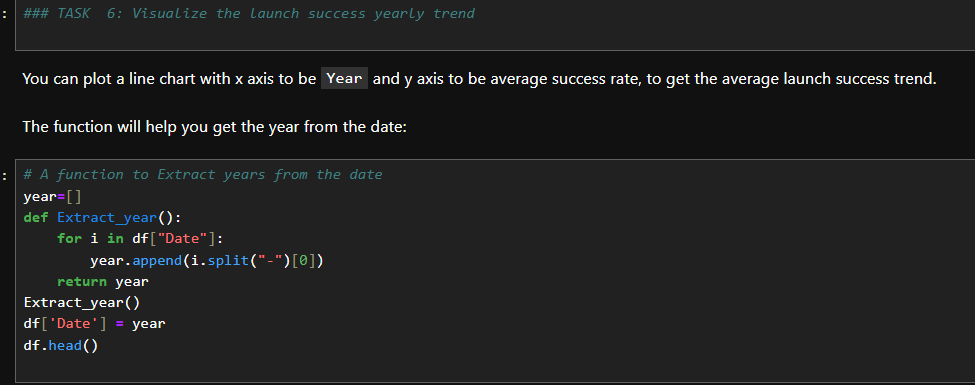 : ### TASK  6: Visualize the launch success yearly trend
You can plot a line chart with x axis to be Year and y axis to be average success rate, to get the average launch success trend.
The function will help you get the year from the date:
: # A function to Extract years from the date
year=[]
def Extract_year():
    for i in df["Date"]:
        year.append(i.split("-")[0])
    return year
Extract_year()
df['Date'] = year
df.head()